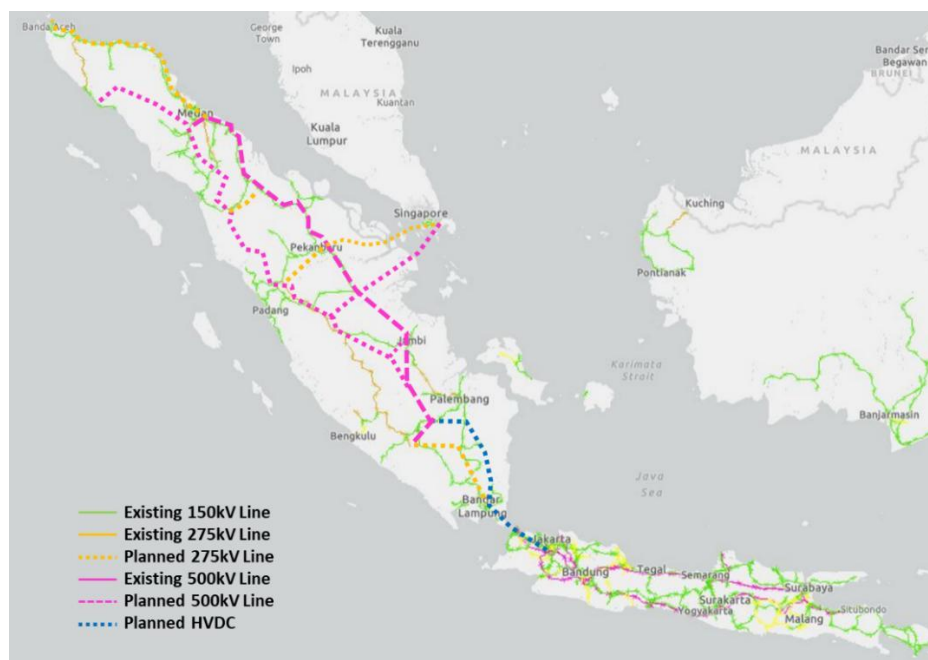 Banda Aceh
George
Town
Kuala
Terengganu
Ipoh
MALAYSIA
Kuantan
Kuala
Lumpur
Medan
Bandar Seri
Begawan
BRUNEI
MALAYSIA
Kuching
Singapore
Pekanbaru
Pontianak
Padang
Jambi
Karimata
Strait
Palembang
Bengkulu
Banjarmasin
Java
Sea
Bandar
Lampung
Existing 150kV Line
Existing 275kV Line
Planned 275kV Line
Existing 500kV Line
Planned 500kV Line
Planned HVDC
Jakarta
Bandung
Tegal
Semarang
Surabaya
Surakarta
Yogyakarta
Malang
Situbondo